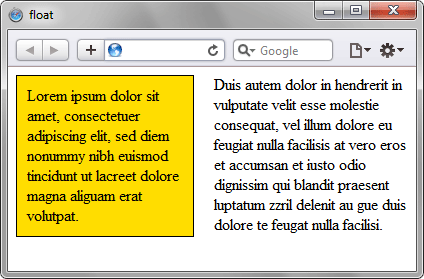 float
Google
Lorem ipsum dolor sit
amet, consectetuer
adipiscing elit, sed diem
nonummy nibh euismod
tincidunt ut lacreet dolore
magna aliguam erat
volutpat.
Duis autem dolor in hendrerit in
vulputate velit esse molestie
consequat, vel illum dolore eu
feugiat nulla facilisis at vero eros
et accumsan et iusto odio
dignissim qui blandit praesent
luptatum zzril delenit au gue duis
dolore te feugat nulla facilisi.